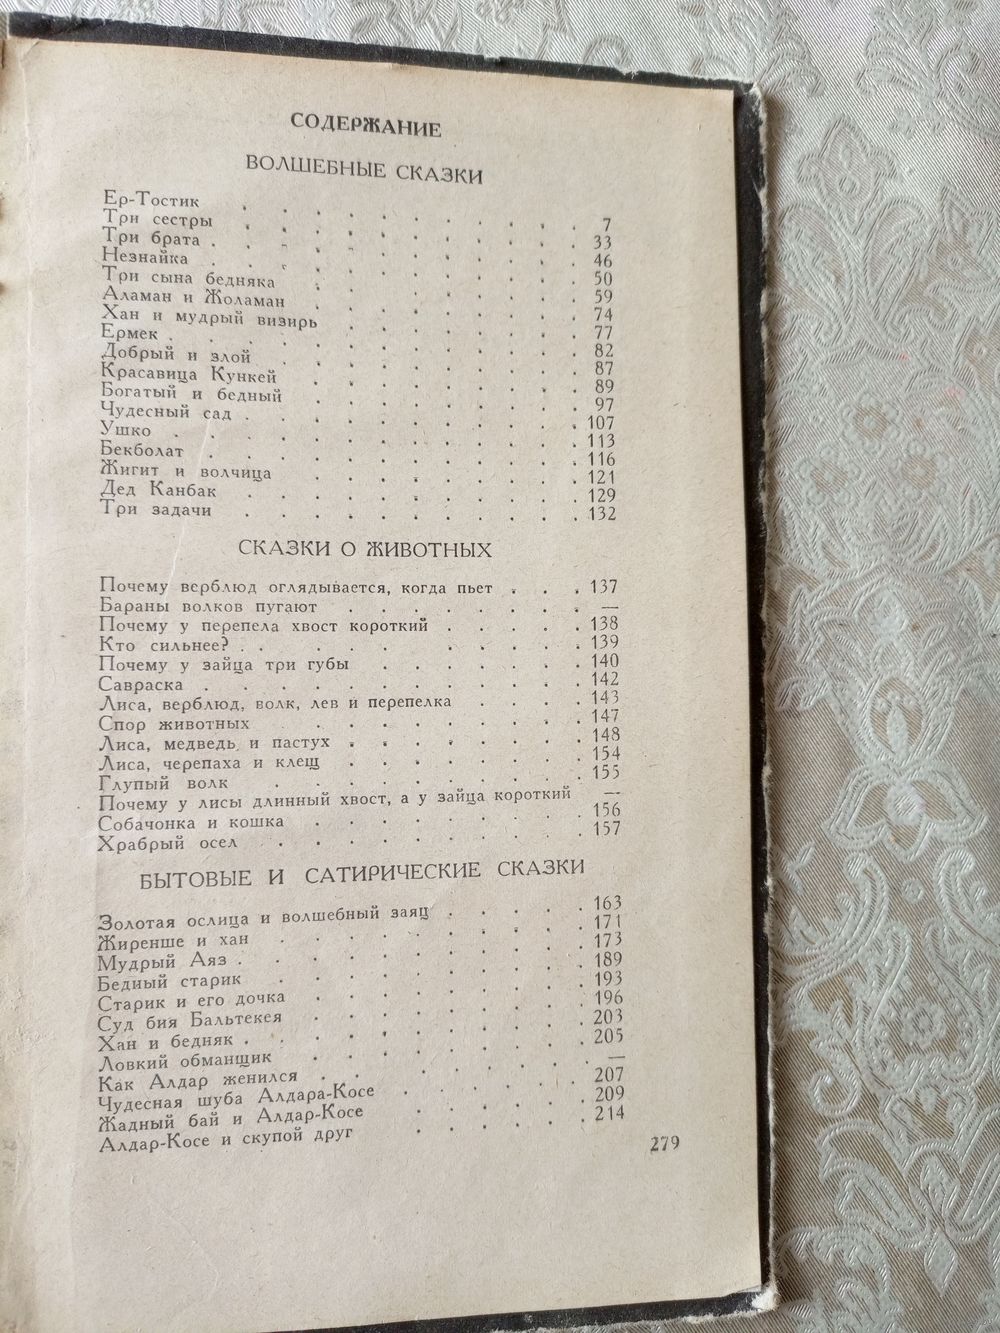 СОДЕРЖАНИЕ
ВОЛШЕБНЫЕ СКАЗКИ
Ер-Тостик . . . . . . . . . . 7
Три сестры . . . . . . . . . . 33
Три брата . . . . . . . . . . 46
Незнайка . . . . . . . . . . 50
Три сына бедняка . . . . . . . . 59
Аламан и Жоламан . . . . . . . . 74
Хан и мудрый визирь . . . . . . . 77
Ермек . . . . . . . . . . . 82
Добрый и злой . . . . . . . . . 87
Красавица Кункей . . . . . . . . 89
Богатый и бедный . . . . . . . . 97
Чудесный сад . . . . . . . . . . 107
Ушко . . . . . . . . . . . . 113
Бекболат . . . . . . . . . . . 116
Жигит и волчица . . . . . . . . 121
Дед Канбак . . . . . . . . . . 129
Три задачи . . . . . . . . . . 132
СКАЗКИ О ЖИВОТНЫХ
Почему верблюд оглядывается, когда пьет . . . 137
Бараны волков пугают . . . . . . . —
Почему у перепела хвост короткий . . . . . 138
Кто сильнее? . . . . . . . . . 139
Почему у зайца три губы . . . . . . 140
Савраска . . . . . . . . . . . 142
Лиса, верблюд, волк, лев и перепелка . . . . 143
Спор животных . . . . . . . . . 147
Лиса, медведь и пастух . . . . . . . 148
Лиса, черепаха и клещ . . . . . . . 154
Глупый волк . . . . . . . . . 155
Почему у лисы длинный хвост, а у зайца короткий —
Собачонка и кошка . . . . . . . . 156
Храбрый осел . . . . . . . . . 157
БЫТОВЫЕ И САТИРИЧЕСКИЕ СКАЗКИ
Золотая ослица и волшебный заяц . . . . . 163
Жиренше и хан . . . . . . . . . 171
Мудрый Аяз . . . . . . . . . . 173
Бедный старик . . . . . . . . . 189
Старик и его дочка . . . . . . . . 193
Суд бия Бальтекея . . . . . . . . 196
Хан и бедняк . . . . . . . . . . 203
Ловкий обманщик . . . . . . . . 205
Как Алдар женился . . . . . . . . —
Чудесная шуба Алдара-Косе . . . . . . 207
Жадный бай и Алдар-Косе . . . . . . 209
Алдар-Косе и скупой друг . . . . . . 214
279